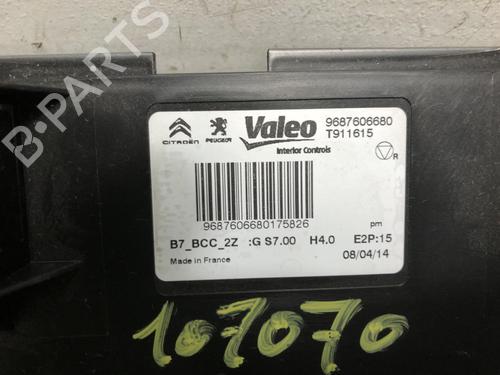 CITROËN PEUGEOT Valeo 9687606680
T911615
Interior Controls
R
9687606680175826
B7_BCC_2Z :G S7.00 H4.0 E2P:15
pm
Made in France 08/04/14
107070
B-Parts